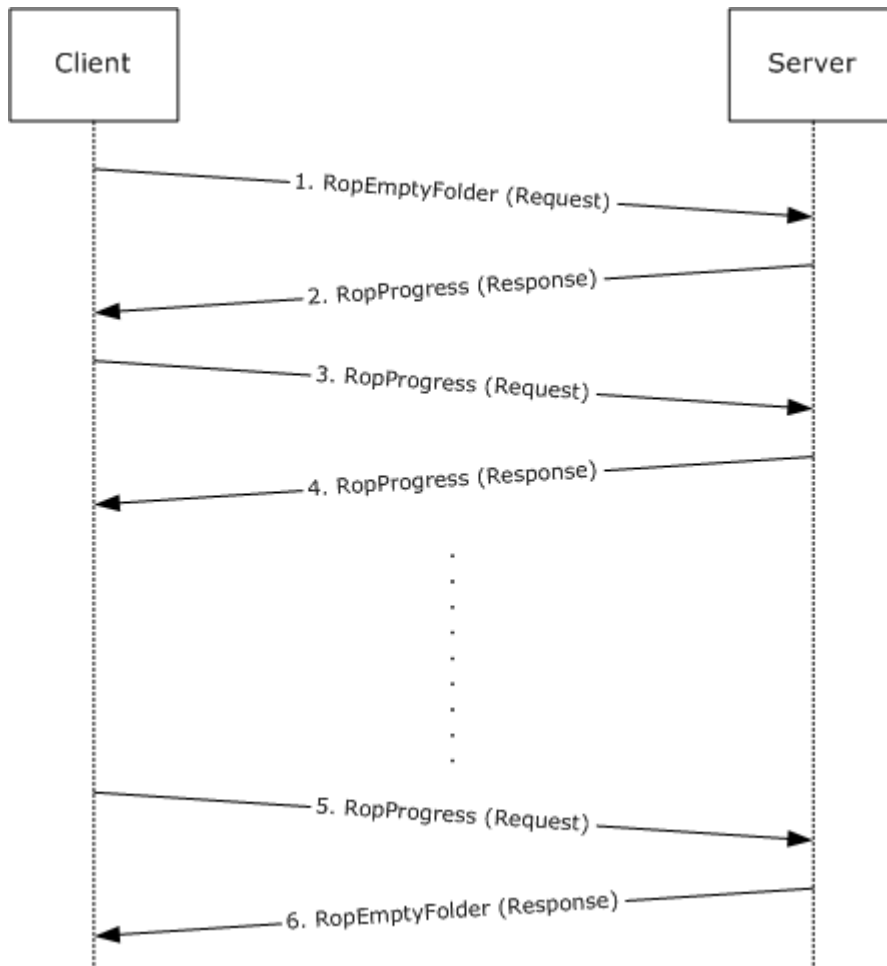 Client
Server
1. RopEmptyFolder (Request)
2. RopProgress (Response)
3. RopProgress (Request)
4. RopProgress (Response)
5. RopProgress (Request)
6. RopEmptyFolder (Response)